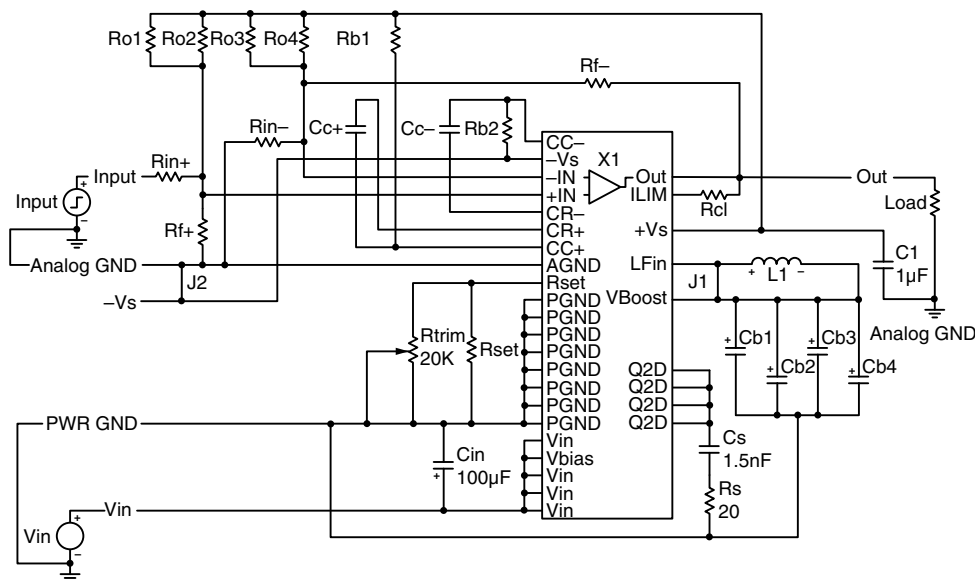 Ro1 Ro2 Ro3 Ro4 Rb1
Rf–
Cc+ Cc– Rb2
Rin–
CC–
X1
–Vs
Rin+
Input
–IN
Out
Out
+IN
ILIM
Input
Load
Rcl
CR–
Rf+
CR+
+Vs
CC+
C1
1µF
Analog GND
AGND
LFin
J1
L1
J2
Rset
–Vs
PGND
VBoost
PGND
Analog GND
Rtrim
20K
Rset
PGND
Cb1
Cb3
PGND
Cb2
Cb4
PGND
Q2D
PGND
Q2D
PGND
Q2D
PWR GND
PGND
Q2D
Vin
Cs
1.5nF
Cin
100µF
Vbias
Vin
Vin
Rs
20
Vin
Vin
Vin